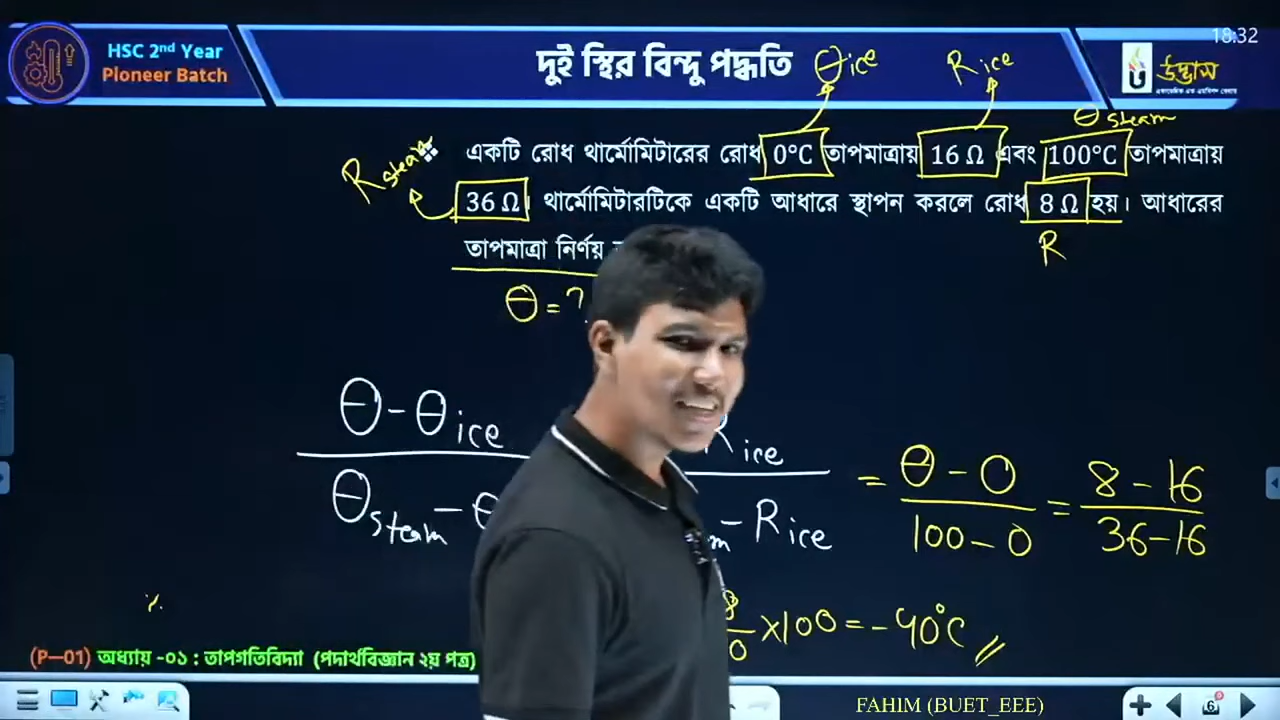 18:32
HSC 2nd Year
Pioneer Batch
দুই স্থির বিন্দু পদ্ধতি
θice
Rice
উদ্ভাস
θsteam
Rsteam
একটি রোধ থার্মোমিটারের রোধ 0°C তাপমাত্রায় 16 Ω এবং 100°C তাপমাত্রায়
36 Ω। থার্মোমিটারটিকে একটি আধারে স্থাপন করলে রোধ 8 Ω হয়। আধারের
তাপমাত্রা নির্ণয়
R
θ = ?
θ - θice
Rice
θsteam - θ
- Rice
= θ - 0 / 100 - 0 = 8 - 16 / 36 - 16
×100 = -40°C
(P-01) অধ্যায় -০১ : তাপগতিবিদ্যা (পদার্থবিজ্ঞান ২য় পত্র)
6
FAHIM (BUET_EEE)